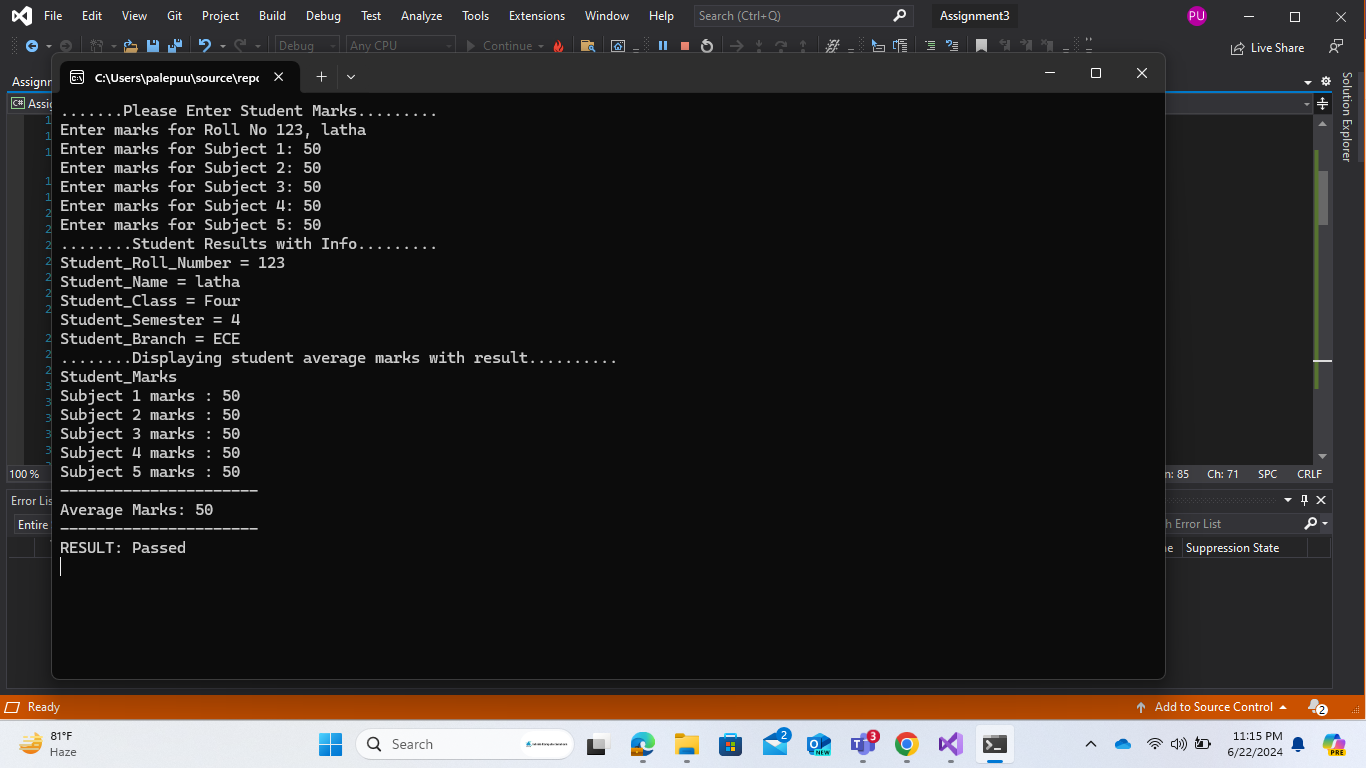 File Edit View Git Project Build Debug Test Analyze Tools Extensions Window Help Search (Ctrl+Q) Assignment3 PU
Debug Any CPU Continue Live Share
Assignm
C:\Users\palepuu\source\repo
C# Assig
Solution Explorer
.......Please Enter Student Marks.........
Enter marks for Roll No 123, latha
Enter marks for Subject 1: 50
Enter marks for Subject 2: 50
Enter marks for Subject 3: 50
Enter marks for Subject 4: 50
Enter marks for Subject 5: 50
........Student Results with Info.........
Student_Roll_Number = 123
Student_Name = latha
Student_Class = Four
Student_Semester = 4
Student_Branch = ECE
........Displaying student average marks with result..........
Student_Marks
Subject 1 marks : 50
Subject 2 marks : 50
Subject 3 marks : 50
Subject 4 marks : 50
Subject 5 marks : 50
----------------------
Average Marks: 50
----------------------
RESULT: Passed
100 % n: 85 Ch: 71 SPC CRLF
Error Lis
Entire h Error List
ne Suppression State
Ready Add to Source Control 2
81°F
Haze
Search
2
NEW
3
11:15 PM
6/22/2024
PRE